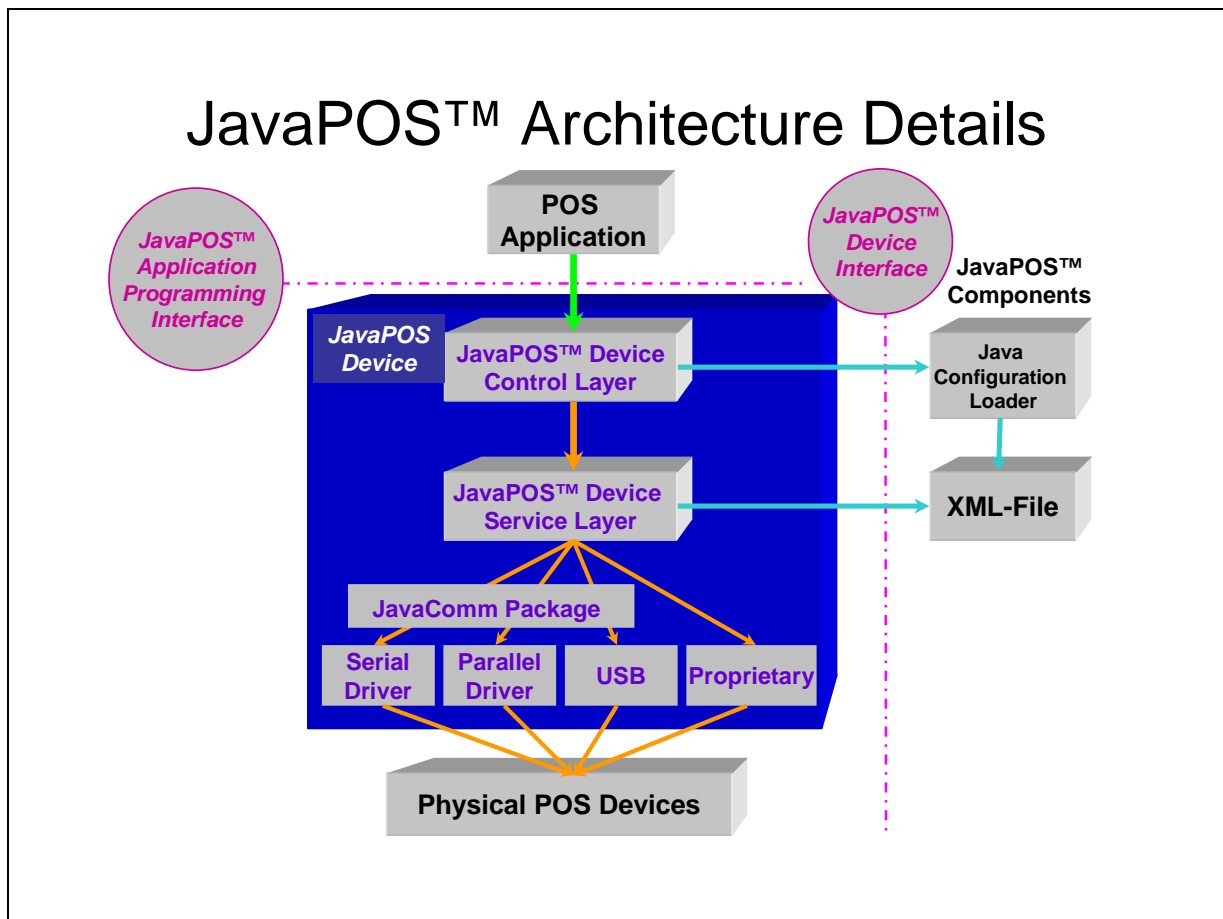 JavaPOS™ Architecture Details
JavaPOS™
Application
Programming
Interface
POS
Application
JavaPOS™
Device
Interface
JavaPOS™
Components
JavaPOS
Device
JavaPOS™ Device
Control Layer
Java
Configuration
Loader
JavaPOS™ Device
Service Layer
XML-File
JavaComm Package
Serial
Driver
Parallel
Driver
USB
Proprietary
Physical POS Devices